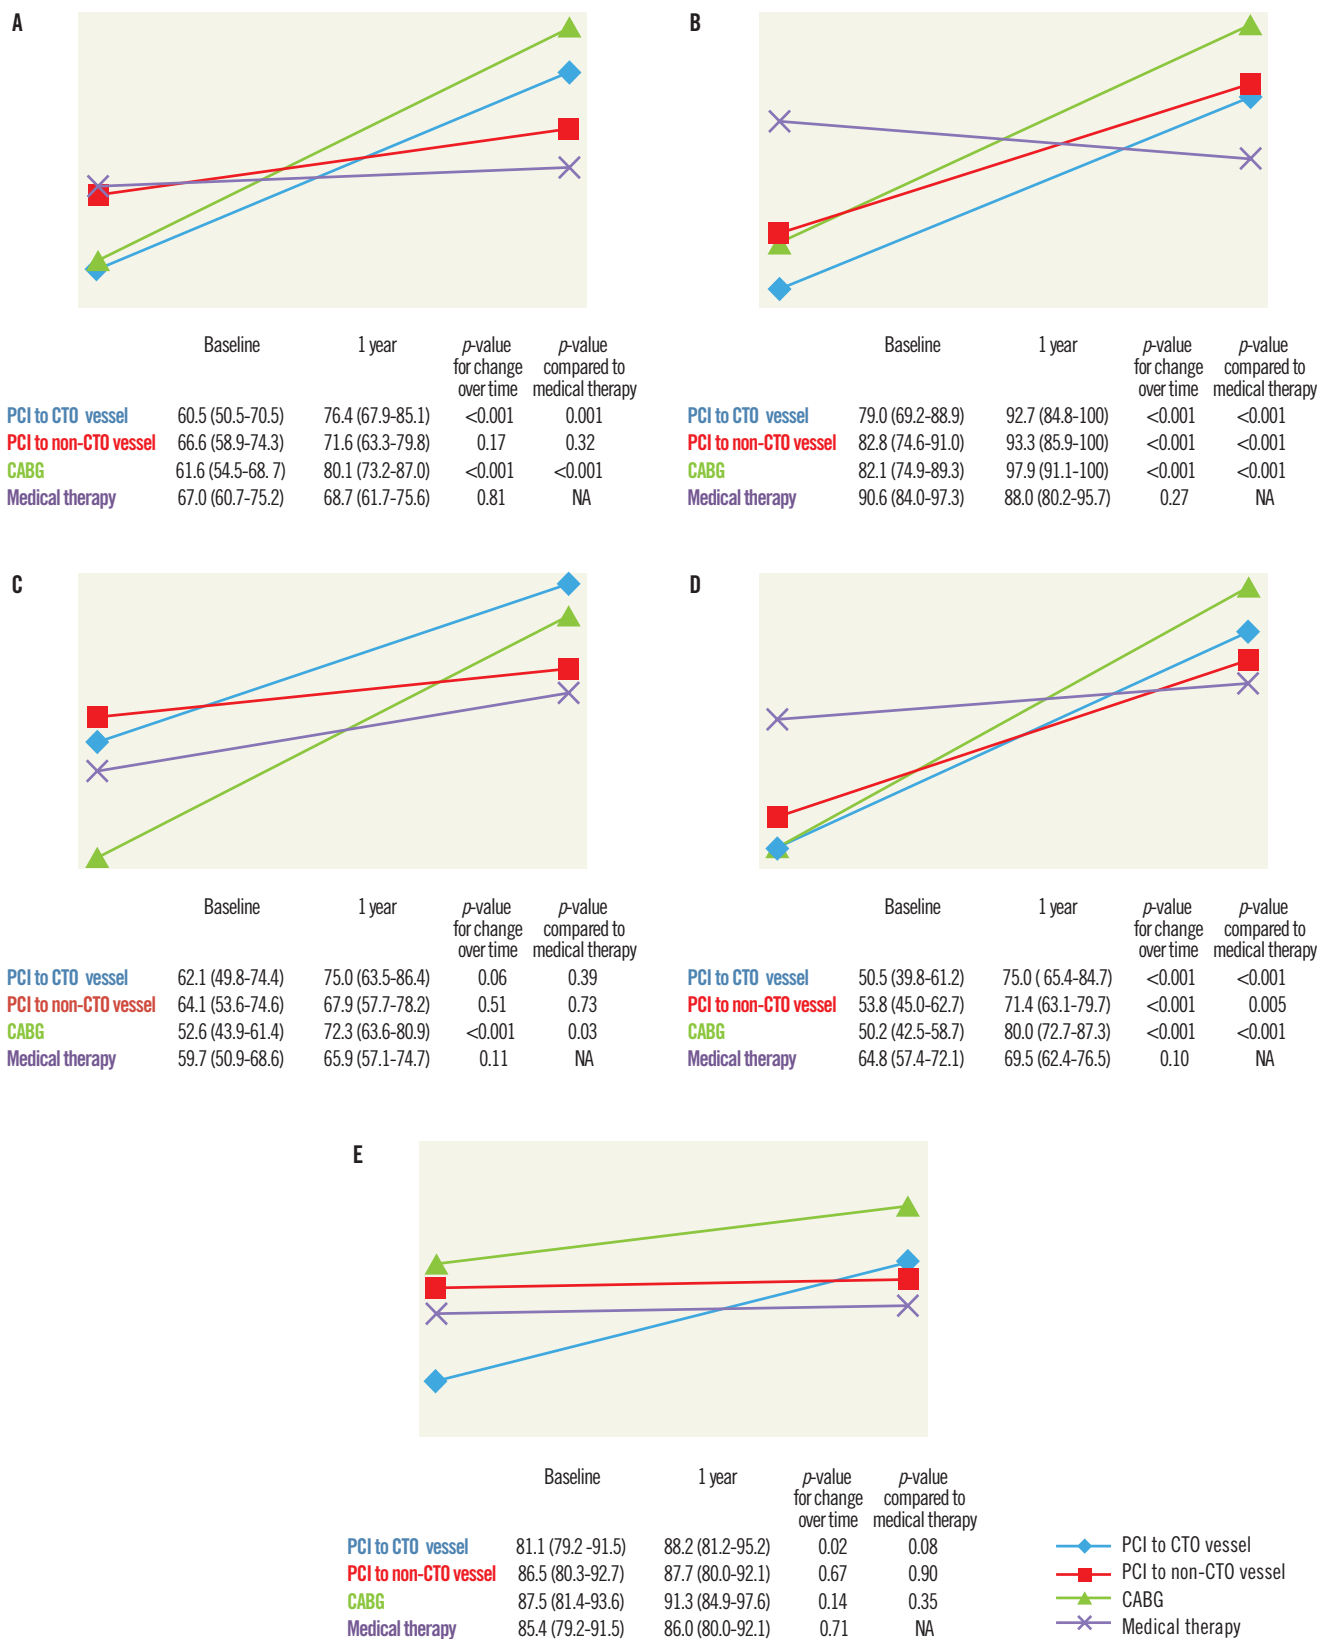 A
Baseline 1 year p-value for change over time p-value compared to medical therapy
PCI to CTO vessel 60.5 (50.5-70.5) 76.4 (67.9-85.1) <0.001 0.001
PCI to non-CTO vessel 66.6 (58.9-74.3) 71.6 (63.3-79.8) 0.17 0.32
CABG 61.6 (54.5-68. 7) 80.1 (73.2-87.0) <0.001 <0.001
Medical therapy 67.0 (60.7-75.2) 68.7 (61.7-75.6) 0.81 NA
B
Baseline 1 year p-value for change over time p-value compared to medical therapy
PCI to CTO vessel 79.0 (69.2-88.9) 92.7 (84.8-100) <0.001 <0.001
PCI to non-CTO vessel 82.8 (74.6-91.0) 93.3 (85.9-100) <0.001 <0.001
CABG 82.1 (74.9-89.3) 97.9 (91.1-100) <0.001 <0.001
Medical therapy 90.6 (84.0-97.3) 88.0 (80.2-95.7) 0.27 NA
C
Baseline 1 year p-value for change over time p-value compared to medical therapy
PCI to CTO vessel 62.1 (49.8-74.4) 75.0 (63.5-86.4) 0.06 0.39
PCI to non-CTO vessel 64.1 (53.6-74.6) 67.9 (57.7-78.2) 0.51 0.73
CABG 52.6 (43.9-61.4) 72.3 (63.6-80.9) <0.001 0.03
Medical therapy 59.7 (50.9-68.6) 65.9 (57.1-74.7) 0.11 NA
D
Baseline 1 year p-value for change over time p-value compared to medical therapy
PCI to CTO vessel 50.5 (39.8-61.2) 75.0 ( 65.4-84.7) <0.001 <0.001
PCI to non-CTO vessel 53.8 (45.0-62.7) 71.4 (63.1-79.7) <0.001 0.005
CABG 50.2 (42.5-58.7) 80.0 (72.7-87.3) <0.001 <0.001
Medical therapy 64.8 (57.4-72.1) 69.5 (62.4-76.5) 0.10 NA
E
Baseline 1 year p-value for change over time p-value compared to medical therapy
PCI to CTO vessel 81.1 (79.2 -91.5) 88.2 (81.2-95.2) 0.02 0.08
PCI to non-CTO vessel 86.5 (80.3-92.7) 87.7 (80.0-92.1) 0.67 0.90
CABG 87.5 (81.4-93.6) 91.3 (84.9-97.6) 0.14 0.35
Medical therapy 85.4 (79.2-91.5) 86.0 (80.0-92.1) 0.71 NA
PCI to CTO vessel
PCI to non-CTO vessel
CABG
Medical therapy